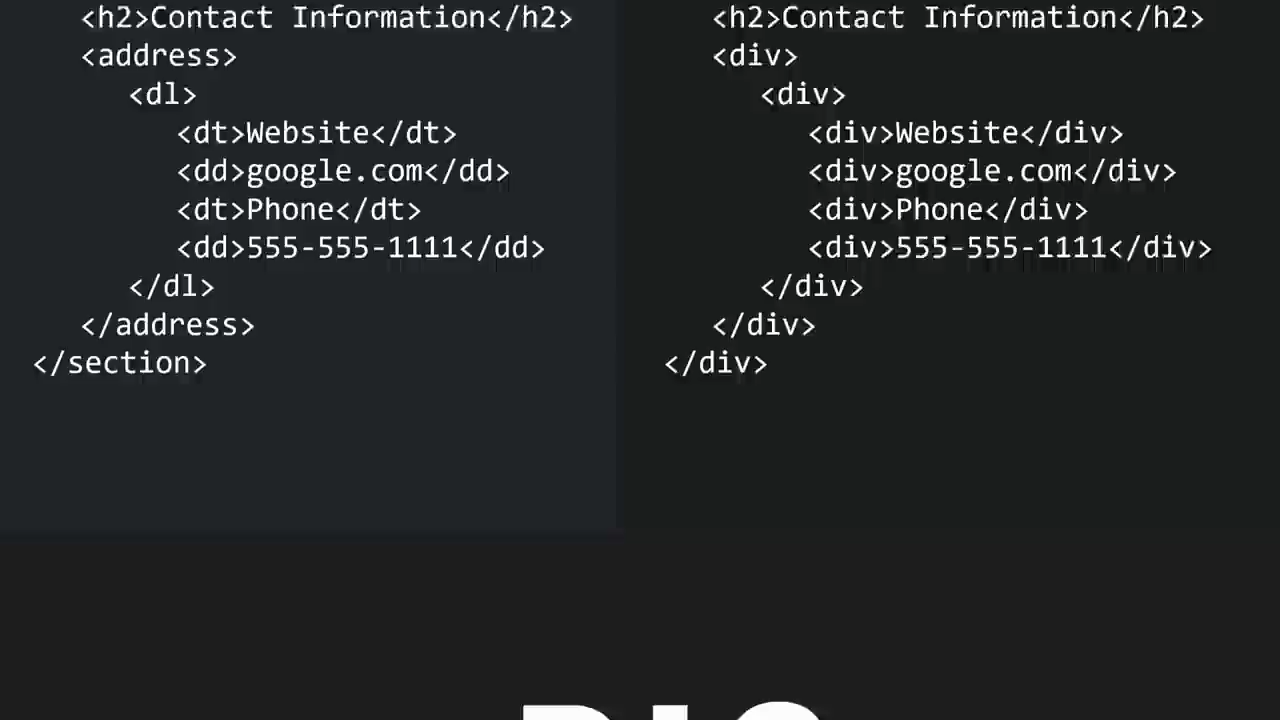 <h2>Contact Information</h2>
<address>
<dl>
<dt>Website</dt>
<dd>google.com</dd>
<dt>Phone</dt>
<dd>555-555-1111</dd>
</dl>
</address>
</section>
<h2>Contact Information</h2>
<div>
<div>
<div>Website</div>
<div>google.com</div>
<div>Phone</div>
<div>555-555-1111</div>
</div>
</div>
</div>